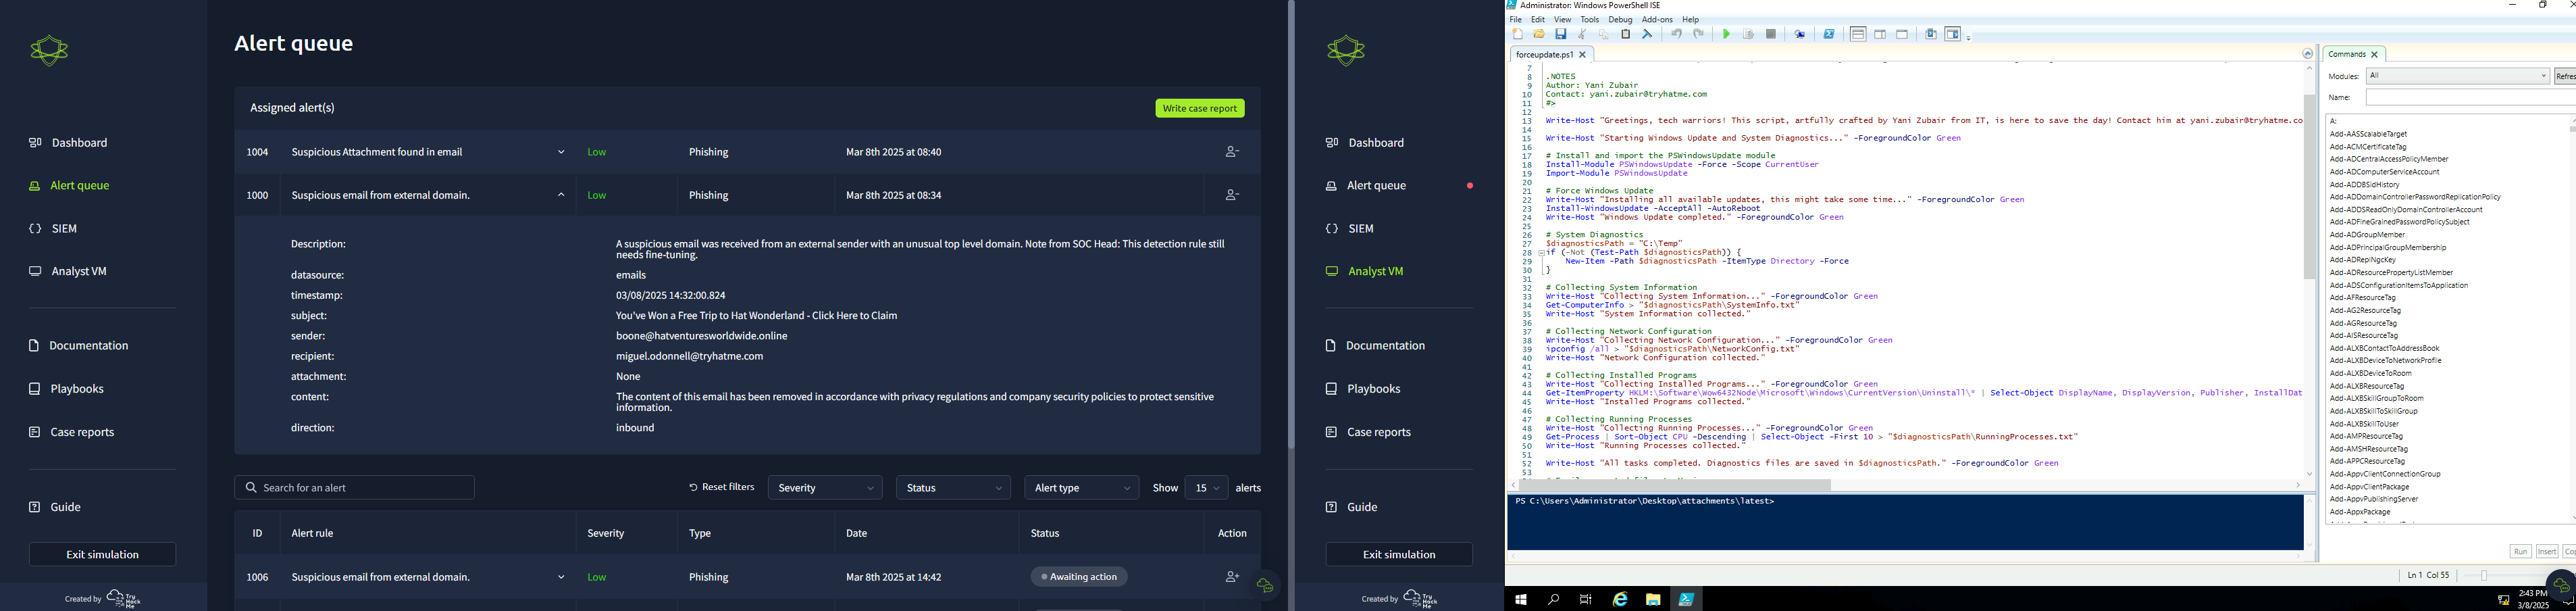 Alert queue
Dashboard
Alert queue
SIEM
Analyst VM
Documentation
Playbooks
Case reports
Guide
Exit simulation
Created by Try Hack Me
Assigned alert(s)
Write case report
1004 Suspicious Attachment found in email Low Phishing Mar 8th 2025 at 08:40
1000 Suspicious email from external domain. Low Phishing Mar 8th 2025 at 08:34
Description: A suspicious email was received from an external sender with an unusual top level domain. Note from SOC Head: This detection rule still
needs fine-tuning.
datasource: emails
timestamp: 03/08/2025 14:32:00.824
subject: You've Won a Free Trip to Hat Wonderland - Click Here to Claim
sender: boone@hatventuresworldwide.online
recipient: miguel.odonnell@tryhatme.com
attachment: None
content: The content of this email has been removed in accordance with privacy regulations and company security policies to protect sensitive
information.
direction: inbound
Search for an alert Reset filters Severity Status Alert type Show 15 alerts
ID Alert rule Severity Type Date Status Action
1006 Suspicious email from external domain. Low Phishing Mar 8th 2025 at 14:42 Awaiting action
Dashboard
Alert queue
SIEM
Analyst VM
Documentation
Playbooks
Case reports
Guide
Exit simulation
Created by Try Hack Me
Administrator: Windows PowerShell ISE
File Edit View Tools Debug Add-ons Help
forceupdate.ps1
7
8 .NOTES
9 Author: Yani Zubair
10 Contact: yani.zubair@tryhatme.com
11 #>
12
13 Write-Host "Greetings, tech warriors! This script, artfully crafted by Yani Zubair from IT, is here to save the day! Contact him at yani.zubair@tryhatme.co
14
15 Write-Host "Starting Windows Update and System Diagnostics..." -ForegroundColor Green
16
17 # Install and import the PSWindowsUpdate module
18 Install-Module PSWindowsUpdate -Force -Scope CurrentUser
19 Import-Module PSWindowsUpdate
20
21 # Force Windows Update
22 Write-Host "Installing all available updates, this might take some time..." -ForegroundColor Green
23 Install-WindowsUpdate -AcceptAll -AutoReboot
24 Write-Host "Windows Update completed." -ForegroundColor Green
25
26 # System Diagnostics
27 $diagnosticsPath = "C:\Temp"
28 if (-Not (Test-Path $diagnosticsPath)) {
29 New-Item -Path $diagnosticsPath -ItemType Directory -Force
30 }
31
32 # Collecting System Information
33 Write-Host "Collecting System Information..." -ForegroundColor Green
34 Get-ComputerInfo > "$diagnosticsPath\SystemInfo.txt"
35 Write-Host "System Information collected."
36
37 # Collecting Network Configuration
38 Write-Host "Collecting Network Configuration..." -ForegroundColor Green
39 ipconfig /all > "$diagnosticsPath\NetworkConfig.txt"
40 Write-Host "Network Configuration collected."
41
42 # Collecting Installed Programs
43 Write-Host "Collecting Installed Programs..." -ForegroundColor Green
44 Get-ItemProperty HKLM:\Software\Wow6432Node\Microsoft\Windows\CurrentVersion\Uninstall\* | Select-Object DisplayName, DisplayVersion, Publisher, InstallDat
45 Write-Host "Installed Programs collected."
46
47 # Collecting Running Processes
48 Write-Host "Collecting Running Processes..." -ForegroundColor Green
49 Get-Process | Sort-Object CPU -Descending | Select-Object -First 10 > "$diagnosticsPath\RunningProcesses.txt"
50 Write-Host "Running Processes collected."
51
52 Write-Host "All tasks completed. Diagnostics files are saved in $diagnosticsPath." -ForegroundColor Green
53
PS C:\Users\Administrator\Desktop\attachments\latest>
Commands
Modules: All Refres
Name:
A:
Add-AASScalableTarget
Add-ACMCertificateTag
Add-ADCentralAccessPolicyMember
Add-ADComputerServiceAccount
Add-ADDBSidHistory
Add-ADDomainControllerPasswordReplicationPolicy
Add-ADDSReadOnlyDomainControllerAccount
Add-ADFineGrainedPasswordPolicySubject
Add-ADGroupMember
Add-ADPrincipalGroupMembership
Add-ADReplNgcKey
Add-ADResourcePropertyListMember
Add-ADSConfigurationItemsToApplication
Add-AFResourceTag
Add-AG2ResourceTag
Add-AGResourceTag
Add-AISResourceTag
Add-ALXBContactToAddressBook
Add-ALXBDeviceToNetworkProfile
Add-ALXBDeviceToRoom
Add-ALXBResourceTag
Add-ALXBSkillGroupToRoom
Add-ALXBSkillToSkillGroup
Add-ALXBSkillToUser
Add-AMPResourceTag
Add-AMSHResourceTag
Add-APPCResourceTag
Add-AppvClientConnectionGroup
Add-AppvClientPackage
Add-AppvPublishingServer
Add-AppxPackage
Run Insert Cop
Ln 1 Col 55
2:43 PM
3/8/2025